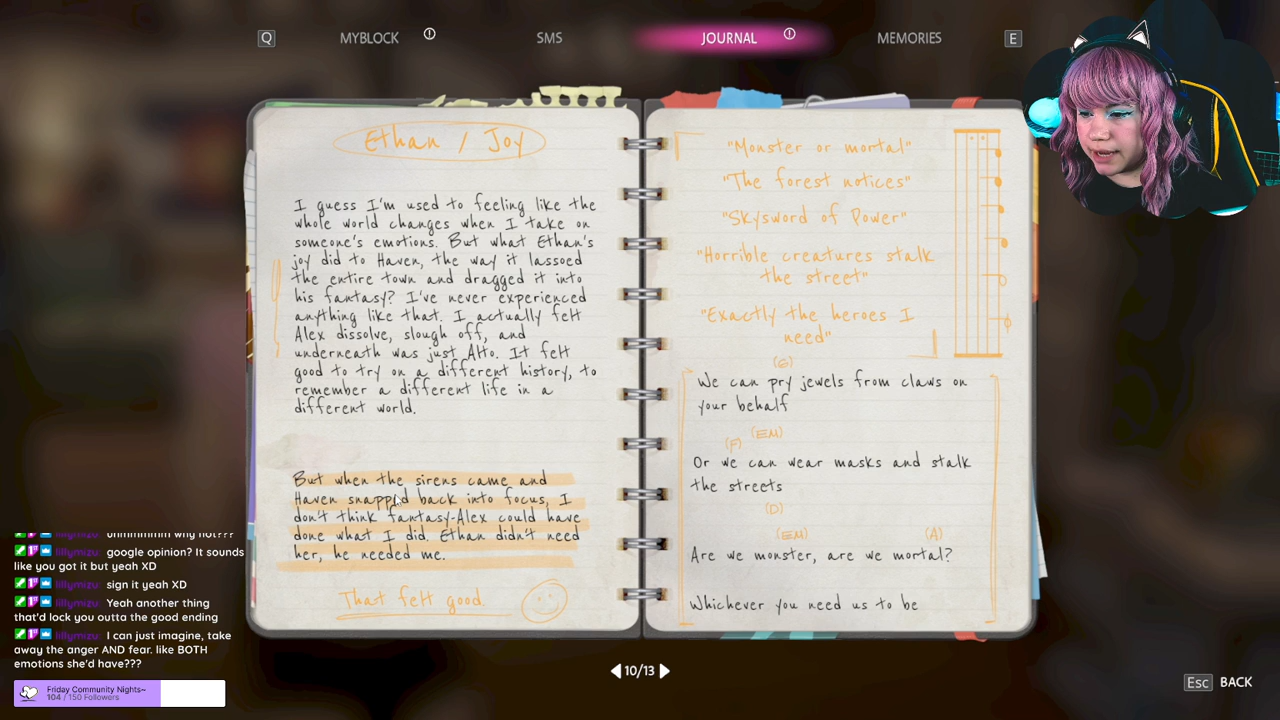 Q
MYBLOCK
SMS
JOURNAL
MEMORIES
E
Ethan / Joy
I guess I'm used to feeling like the
whole world changes when I take on
someone's emotions. But what Ethan's
joy did to Haven, the way it lassoed
the entire town and dragged it into
his fantasy? I've never experienced
anything like that. I actually felt
Alex dissolve, slough off, and
underneath was just Alto. It felt
good to try on a different history, to
remember a different life in a
different world.
But when the sirens came and
Haven snapped back into focus, I
don't think fantasy-Alex could have
done what I did. Ethan didn't need
her, he needed me.
That felt good.
"Monster or mortal"
"The forest notices"
"Skysword of Power"
"Horrible creatures stalk
the street"
"Exactly the heroes I
need"
(G)
We can pry jewels from claws on
your behalf
(F) (EM)
Or we can wear masks and stalk
the streets
(D)
(EM) (A)
Are we monster, are we mortal?
Whichever you need us to be
10/13
Esc BACK
why not???
lillymizu: google opinion? It sounds
like you got it but yeah XD
lillymizu: sign it yeah XD
lillymizu: Yeah another thing
that'd lock you outta the good ending
lillymizu: I can just imagine, take
away the anger AND fear. like BOTH
emotions she'd have???
Friday Community Nights~
104 / 150 Followers